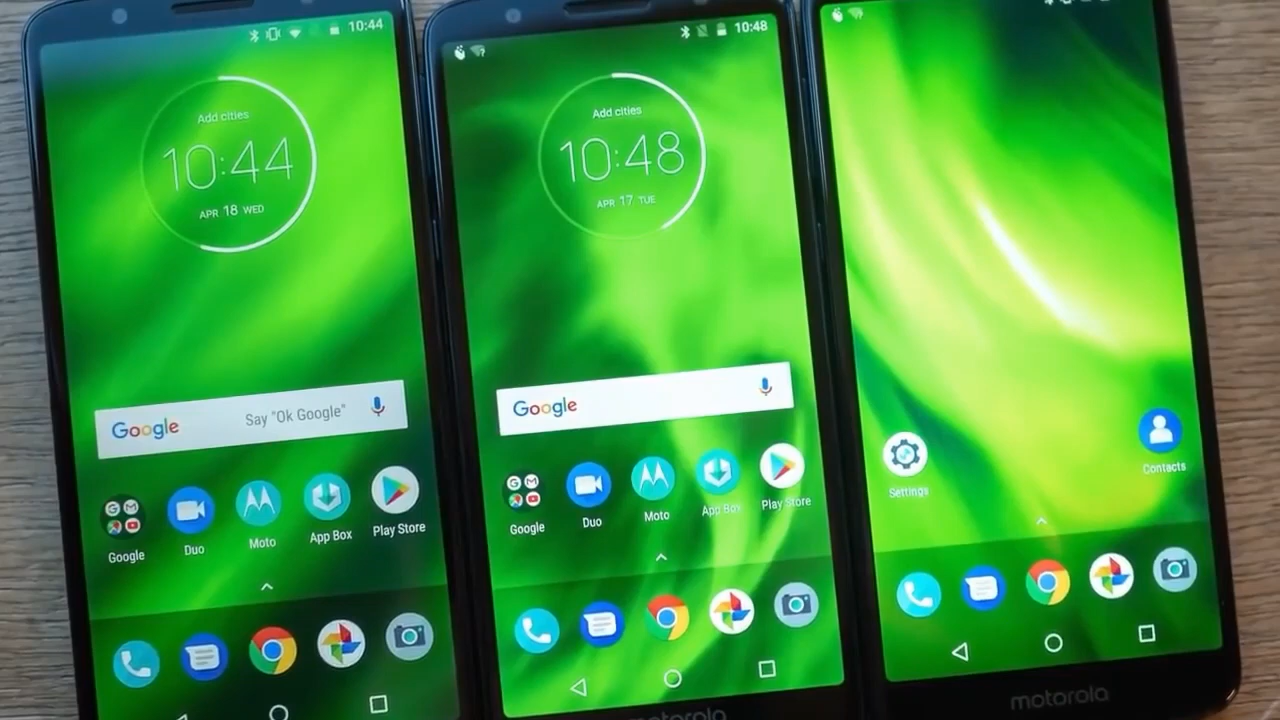 10:44
Add cities
10:44
APR 18 WED
Google Say "Ok Google"
Google Duo Moto App Box Play Store
10:48
Add cities
10:48
APR 17 TUE
Google
Google Duo Moto App Box Play Store
motorola
Settings Contacts
motorola